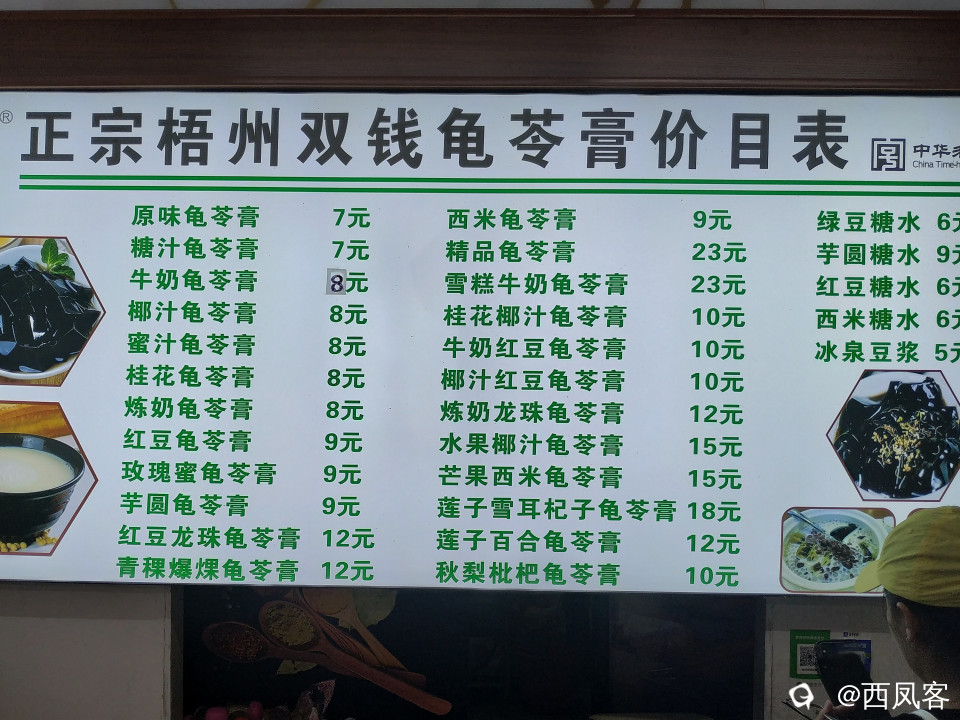 ® 正宗梧州双钱龟苓膏价目表
中华老
China Time-h
原味龟苓膏 7元
糖汁龟苓膏 7元
牛奶龟苓膏 8元
椰汁龟苓膏 8元
蜜汁龟苓膏 8元
桂花龟苓膏 8元
炼奶龟苓膏 8元
红豆龟苓膏 9元
玫瑰蜜龟苓膏 9元
芋圆龟苓膏 9元
红豆龙珠龟苓膏 12元
青稞爆煤龟苓膏 12元
西米龟苓膏 9元
精品龟苓膏 23元
雪糕牛奶龟苓膏 23元
桂花椰汁龟苓膏 10元
牛奶红豆龟苓膏 10元
椰汁红豆龟苓膏 10元
炼奶龙珠龟苓膏 12元
水果椰汁龟苓膏 15元
芒果西米龟苓膏 15元
莲子雪耳杞子龟苓膏 18元
莲子百合龟苓膏 12元
秋梨枇杷龟苓膏 10元
绿豆糖水 6元
芋圆糖水 9元
红豆糖水 6元
西米糖水 6元
冰泉豆浆 5元
@西凤客